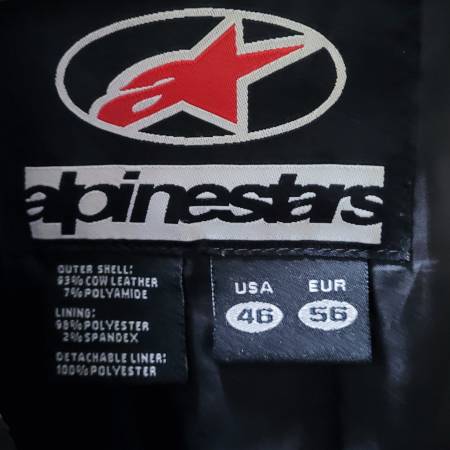 alpinestars
OUTER SHELL:
93% COW LEATHER
7% POLYAMIDE
LINING:
98% POLYESTER
2% SPANDEX
DETACHABLE LINER:
100% POLYESTER
USA EUR
46 56